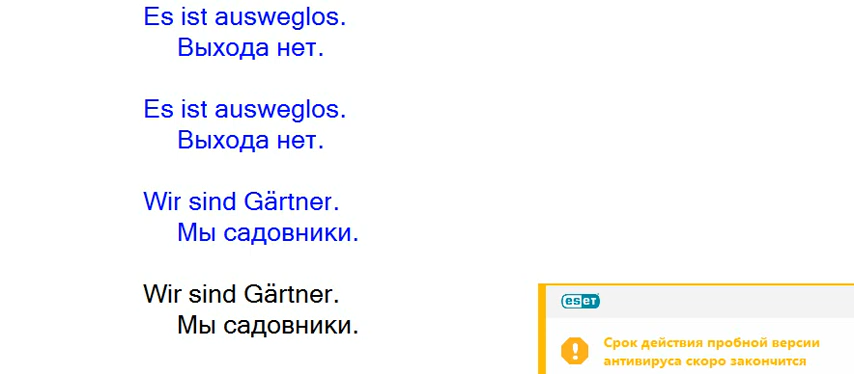 Es ist ausweglos.
Выхода нет.
Es ist ausweglos.
Выхода нет.
Wir sind Gärtner.
Мы садовники.
Wir sind Gärtner.
Мы садовники.
eset
Срок действия пробной версии
антивируса скоро закончится